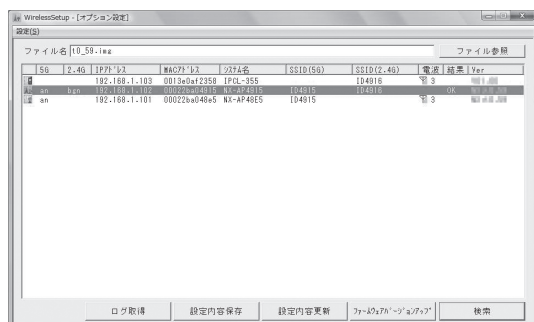 WirelessSetup - [オプション設定]
設定(S)
ファイル名 t0_59.img ファイル参照
5G 2.4G IPｱﾄﾞﾚｽ MACｱﾄﾞﾚｽ ｼｽﾃﾑ名 SSID(5G) SSID(2.4G) 電波 結果 Ver
192.168.1.103 0013e0af2358 IPCL-355 ID4916 3
an bgn 192.168.1.102 00022ba04915 NX-AP4915 ID4915 ID4916 OK
an 192.168.1.101 00022ba048e5 NX-AP48E5 ID4915 3
ログ取得 設定内容保存 設定内容更新 ﾌｧｰﾑｳｪｱﾊﾞｰｼﾞｮﾝｱｯﾌﾟ 検索